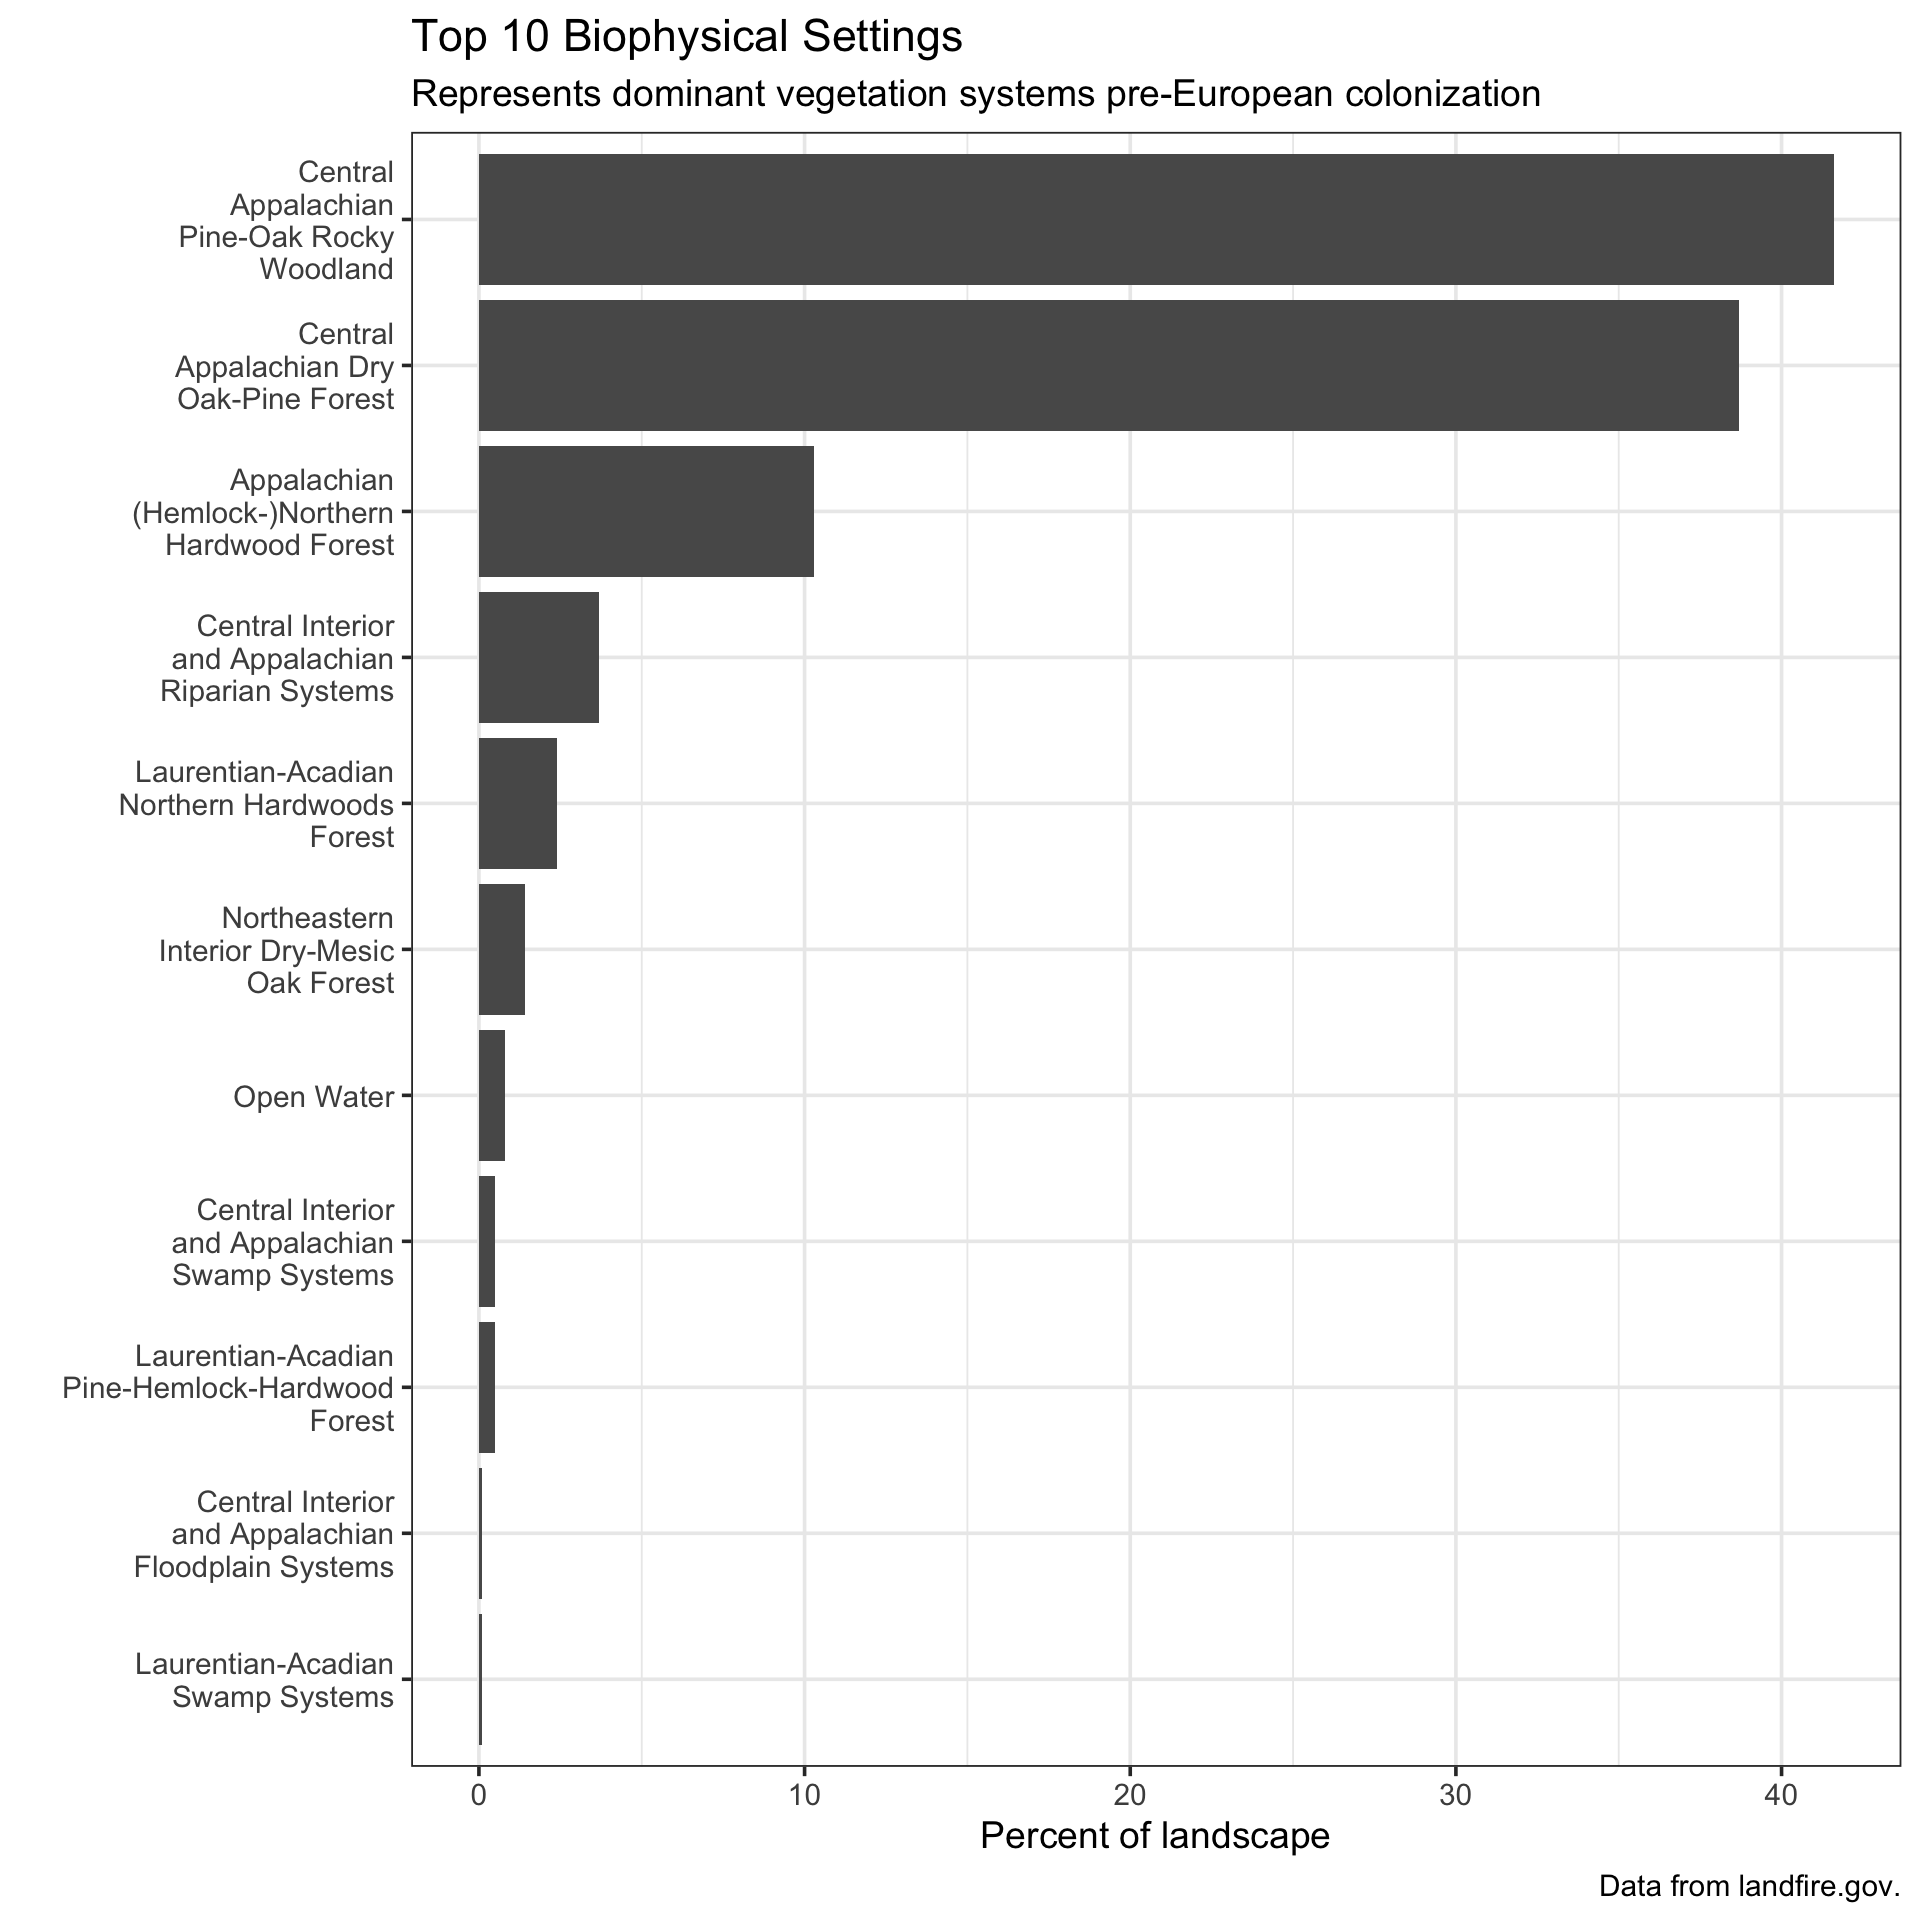 Top 10 Biophysical Settings
Represents dominant vegetation systems pre-European colonization
Central
Appalachian
Pine-Oak Rocky
Woodland
Central
Appalachian Dry
Oak-Pine Forest
Appalachian
(Hemlock-)Northern
Hardwood Forest
Central Interior
and Appalachian
Riparian Systems
Laurentian-Acadian
Northern Hardwoods
Forest
Northeastern
Interior Dry-Mesic
Oak Forest
Open Water
Central Interior
and Appalachian
Swamp Systems
Laurentian-Acadian
Pine-Hemlock-Hardwood
Forest
Central Interior
and Appalachian
Floodplain Systems
Laurentian-Acadian
Swamp Systems
0 10 20 30 40
Percent of landscape
Data from landfire.gov.